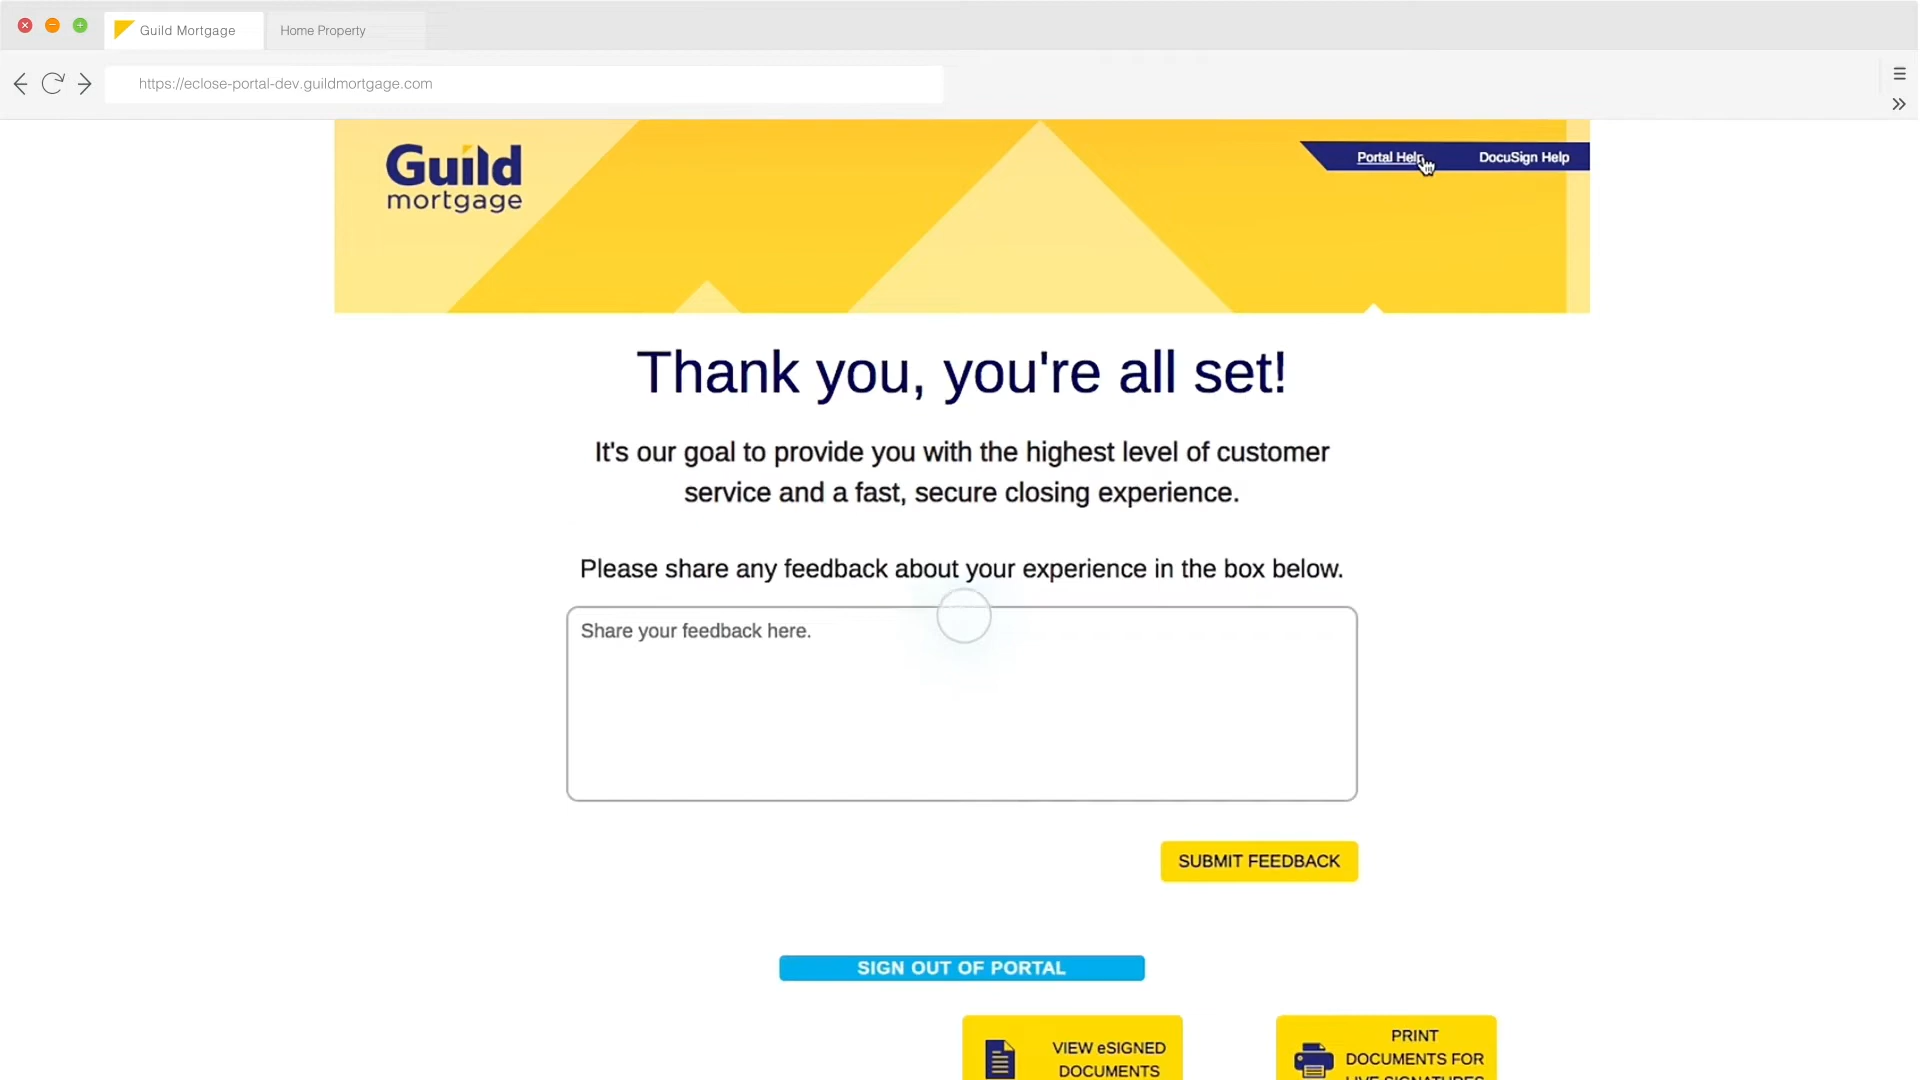 Guild Mortgage
Home Property
https://eclose-portal-dev.guildmortgage.com
Guild
mortgage
Portal Help
DocuSign Help
Thank you, you're all set!
It's our goal to provide you with the highest level of customer
service and a fast, secure closing experience.
Please share any feedback about your experience in the box below.
Share your feedback here.
SUBMIT FEEDBACK
SIGN OUT OF PORTAL
VIEW eSIGNED
DOCUMENTS
PRINT
DOCUMENTS FOR
LIVE SIGNATURES